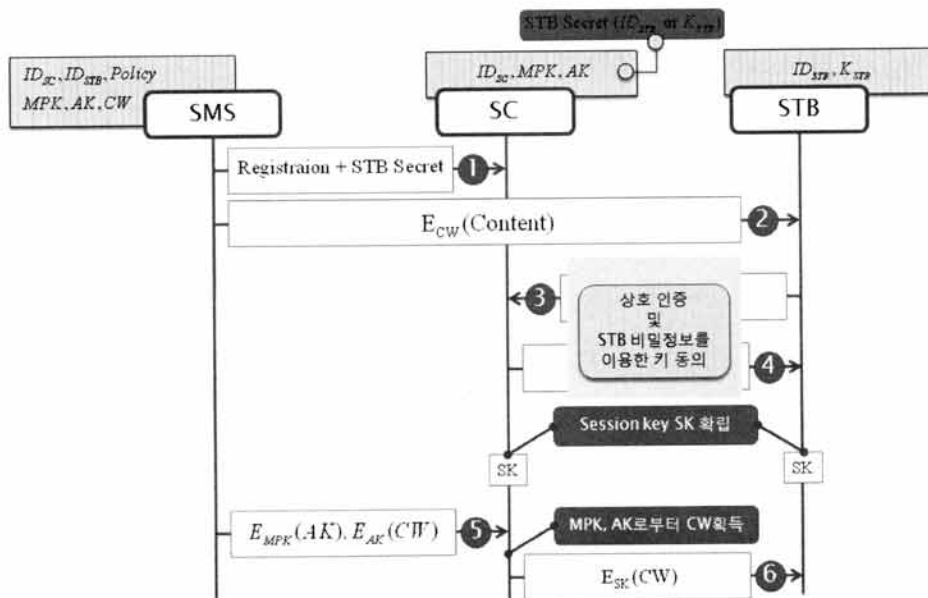 STB Secret (ID_STB or K_STB)
ID_SC, ID_STB, Policy
MPK, AK, CW
ID_SC, MPK, AK
ID_STB, K_STB
SMS
SC
STB
Registraion + STB Secret
1
E_CW(Content)
2
3
상호 인증
및
STB 비밀정보를
이용한 키 동의
4
Session key SK 확립
SK
SK
E_MPK(AK), E_AK(CW)
5
MPK, AK로부터 CW획득
E_SK(CW)
6